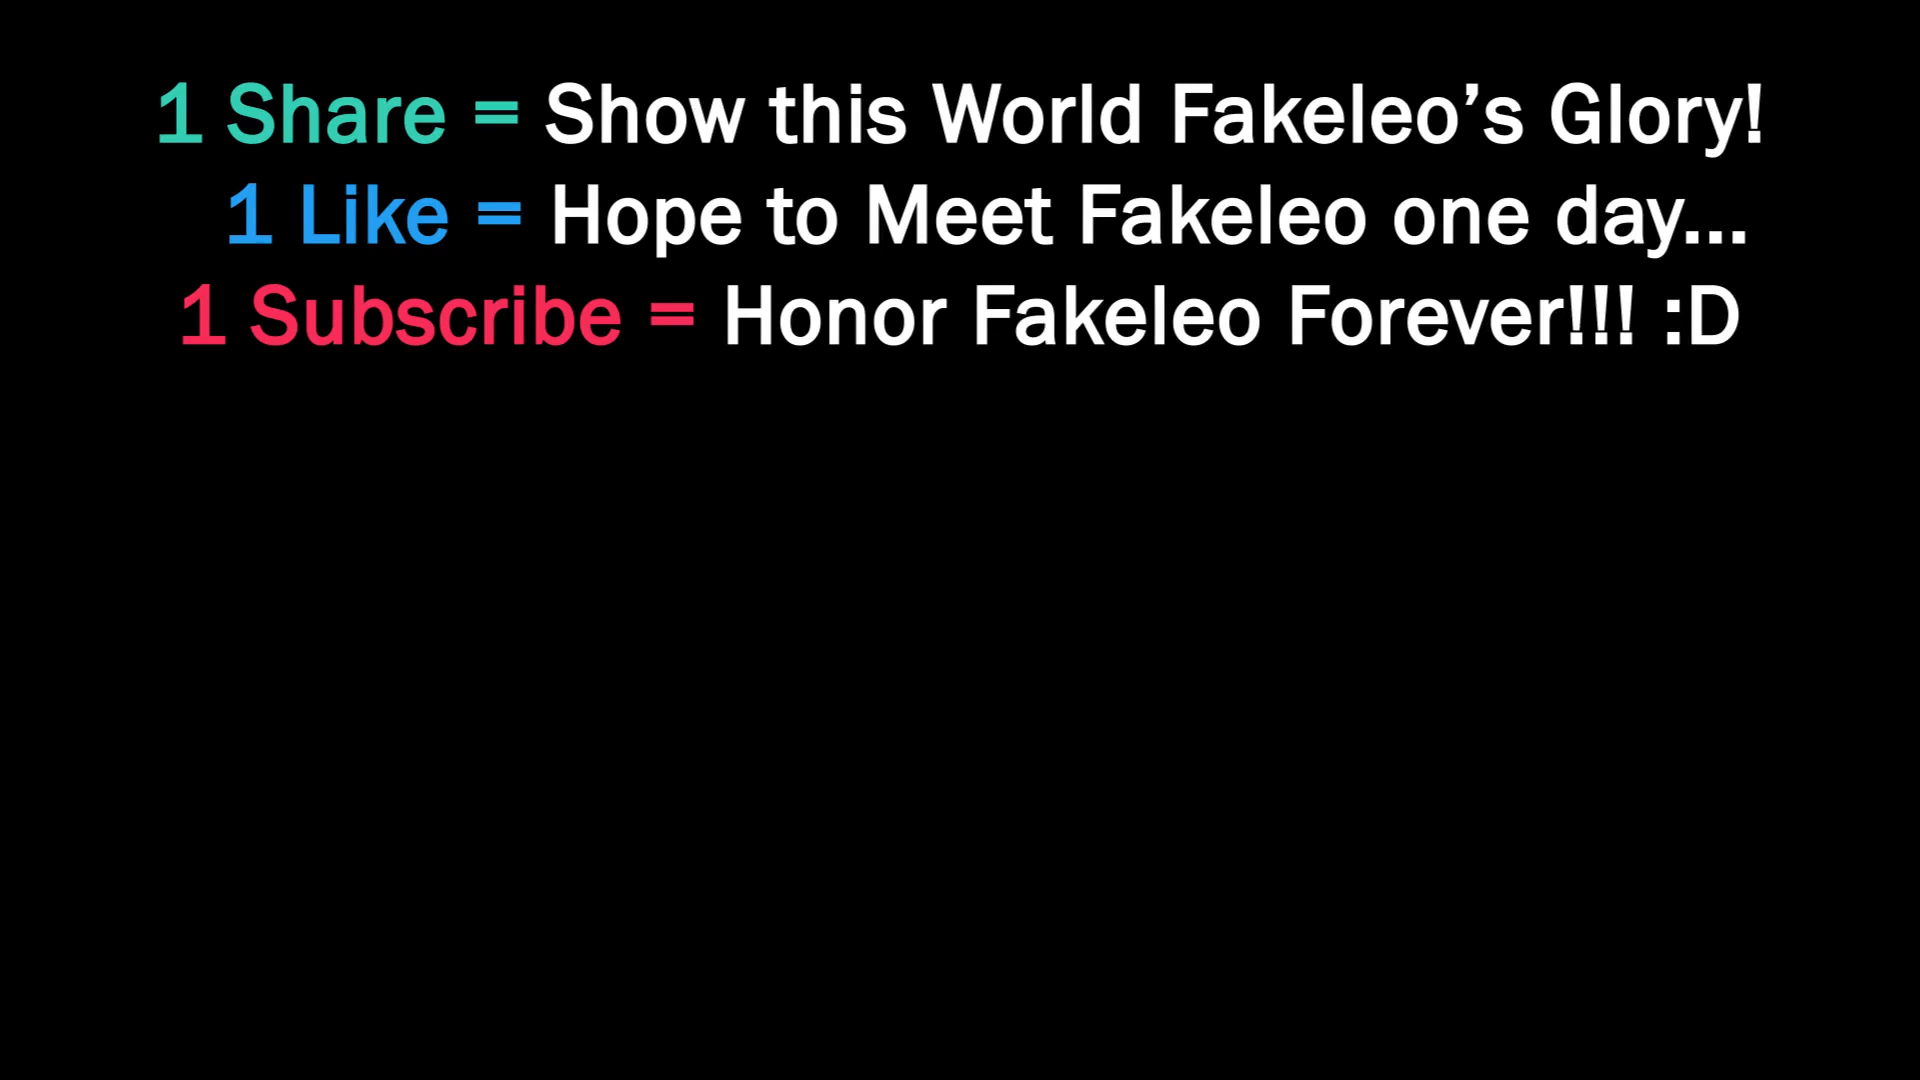 1 Share = Show this World Fakeleo’s Glory!
1 Like = Hope to Meet Fakeleo one day...
1 Subscribe = Honor Fakeleo Forever!!! :D